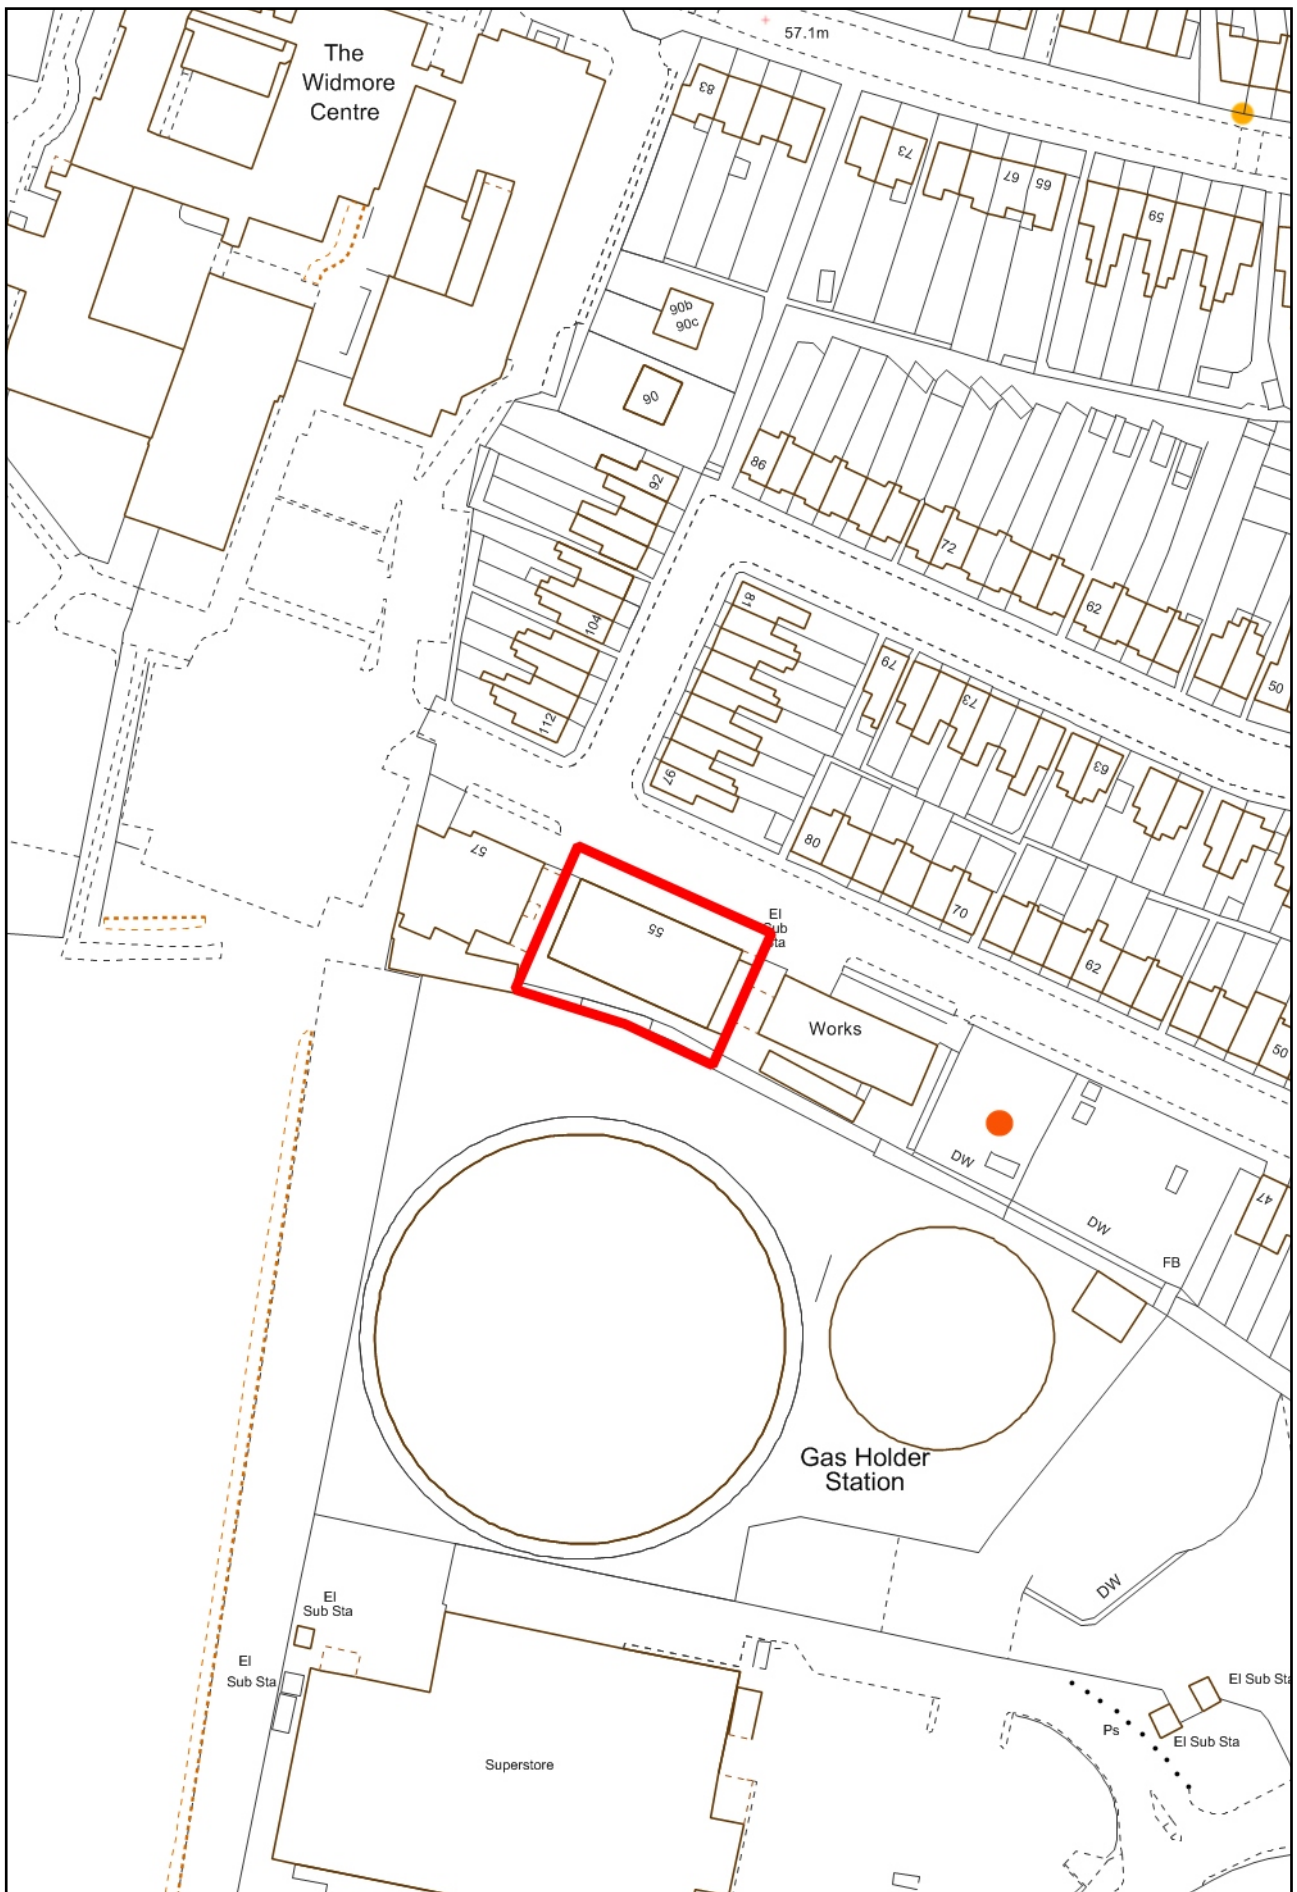 The
Widmore
Centre
57.1m
83
73
67
65
59
90b
90c
90
92
98
72
104
81
62
79
73
50
112
63
97
80
57
70
El
Sub
Sta
55
62
Works
50
DW
DW
47
FB
Gas Holder
Station
DW
El
Sub Sta
El
Sub Sta
El Sub Sta
Ps
El Sub Sta
Superstore